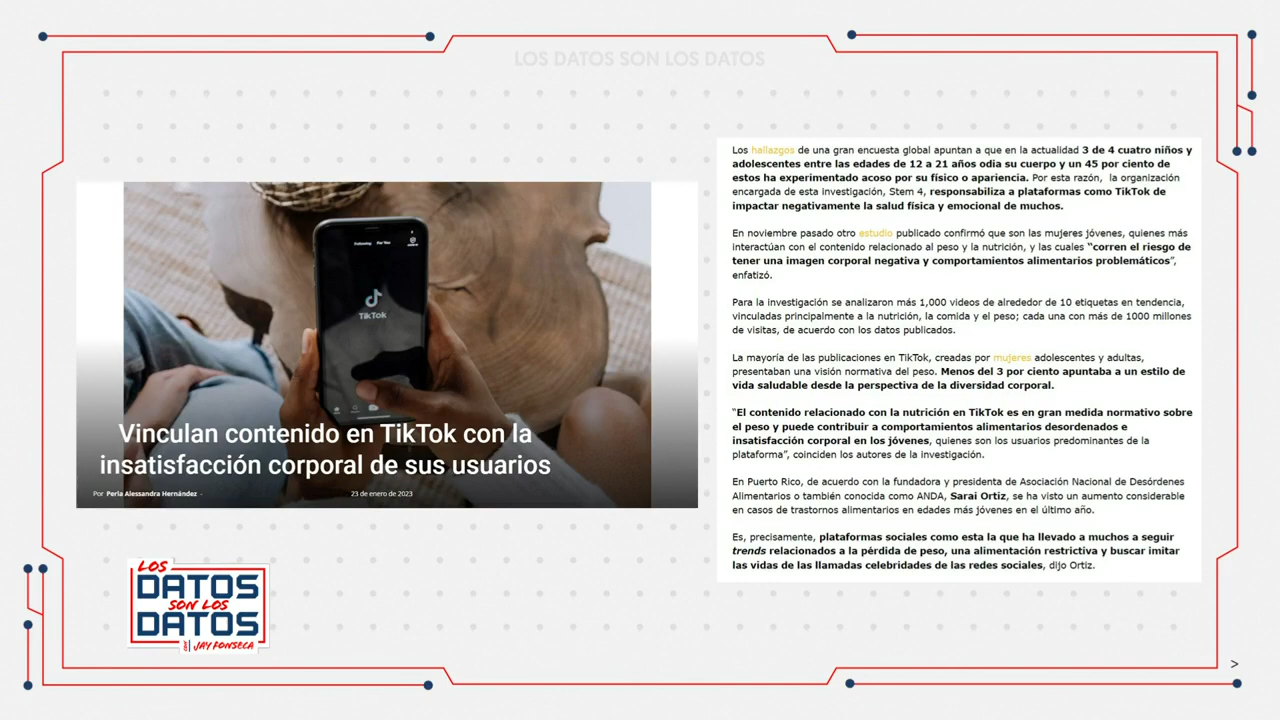 LOS DATOS SON LOS DATOS
Following For You
TikTok
Vinculan contenido en TikTok con la
insatisfacción corporal de sus usuarios
Por Perla Alessandra Hernández -
23 de enero de 2023
Los hallazgos de una gran encuesta global apuntan a que en la actualidad 3 de 4 cuatro niños y
adolescentes entre las edades de 12 a 21 años odia su cuerpo y un 45 por ciento de
estos ha experimentado acoso por su físico o apariencia. Por esta razón, la organización
encargada de esta investigación, Stem 4, responsabiliza a plataformas como TikTok de
impactar negativamente la salud física y emocional de muchos.
En noviembre pasado otro estudio publicado confirmó que son las mujeres jóvenes, quienes más
interactúan con el contenido relacionado al peso y la nutrición, y las cuales "corren el riesgo de
tener una imagen corporal negativa y comportamientos alimentarios problemáticos",
enfatizó.
Para la investigación se analizaron más 1,000 videos de alrededor de 10 etiquetas en tendencia,
vinculadas principalmente a la nutrición, la comida y el peso; cada una con más de 1000 millones
de visitas, de acuerdo con los datos publicados.
La mayoría de las publicaciones en TikTok, creadas por mujeres adolescentes y adultas,
presentaban una visión normativa del peso. Menos del 3 por ciento apuntaba a un estilo de
vida saludable desde la perspectiva de la diversidad corporal.
"El contenido relacionado con la nutrición en TikTok es en gran medida normativo sobre
el peso y puede contribuir a comportamientos alimentarios desordenados e
insatisfacción corporal en los jóvenes, quienes son los usuarios predominantes de la
plataforma", coinciden los autores de la investigación.
En Puerto Rico, de acuerdo con la fundadora y presidenta de Asociación Nacional de Desórdenes
Alimentarios o también conocida como ANDA, Sarai Ortiz, se ha visto un aumento considerable
en casos de trastornos alimentarios en edades más jóvenes en el último año.
Es, precisamente, plataformas sociales como esta la que ha llevado a muchos a seguir
trends relacionados a la pérdida de peso, una alimentación restrictiva y buscar imitar
las vidas de las llamadas celebridades de las redes sociales, dijo Ortiz.
LOS
DATOS
SON LOS
DATOS
CON JAY FONSECA
>